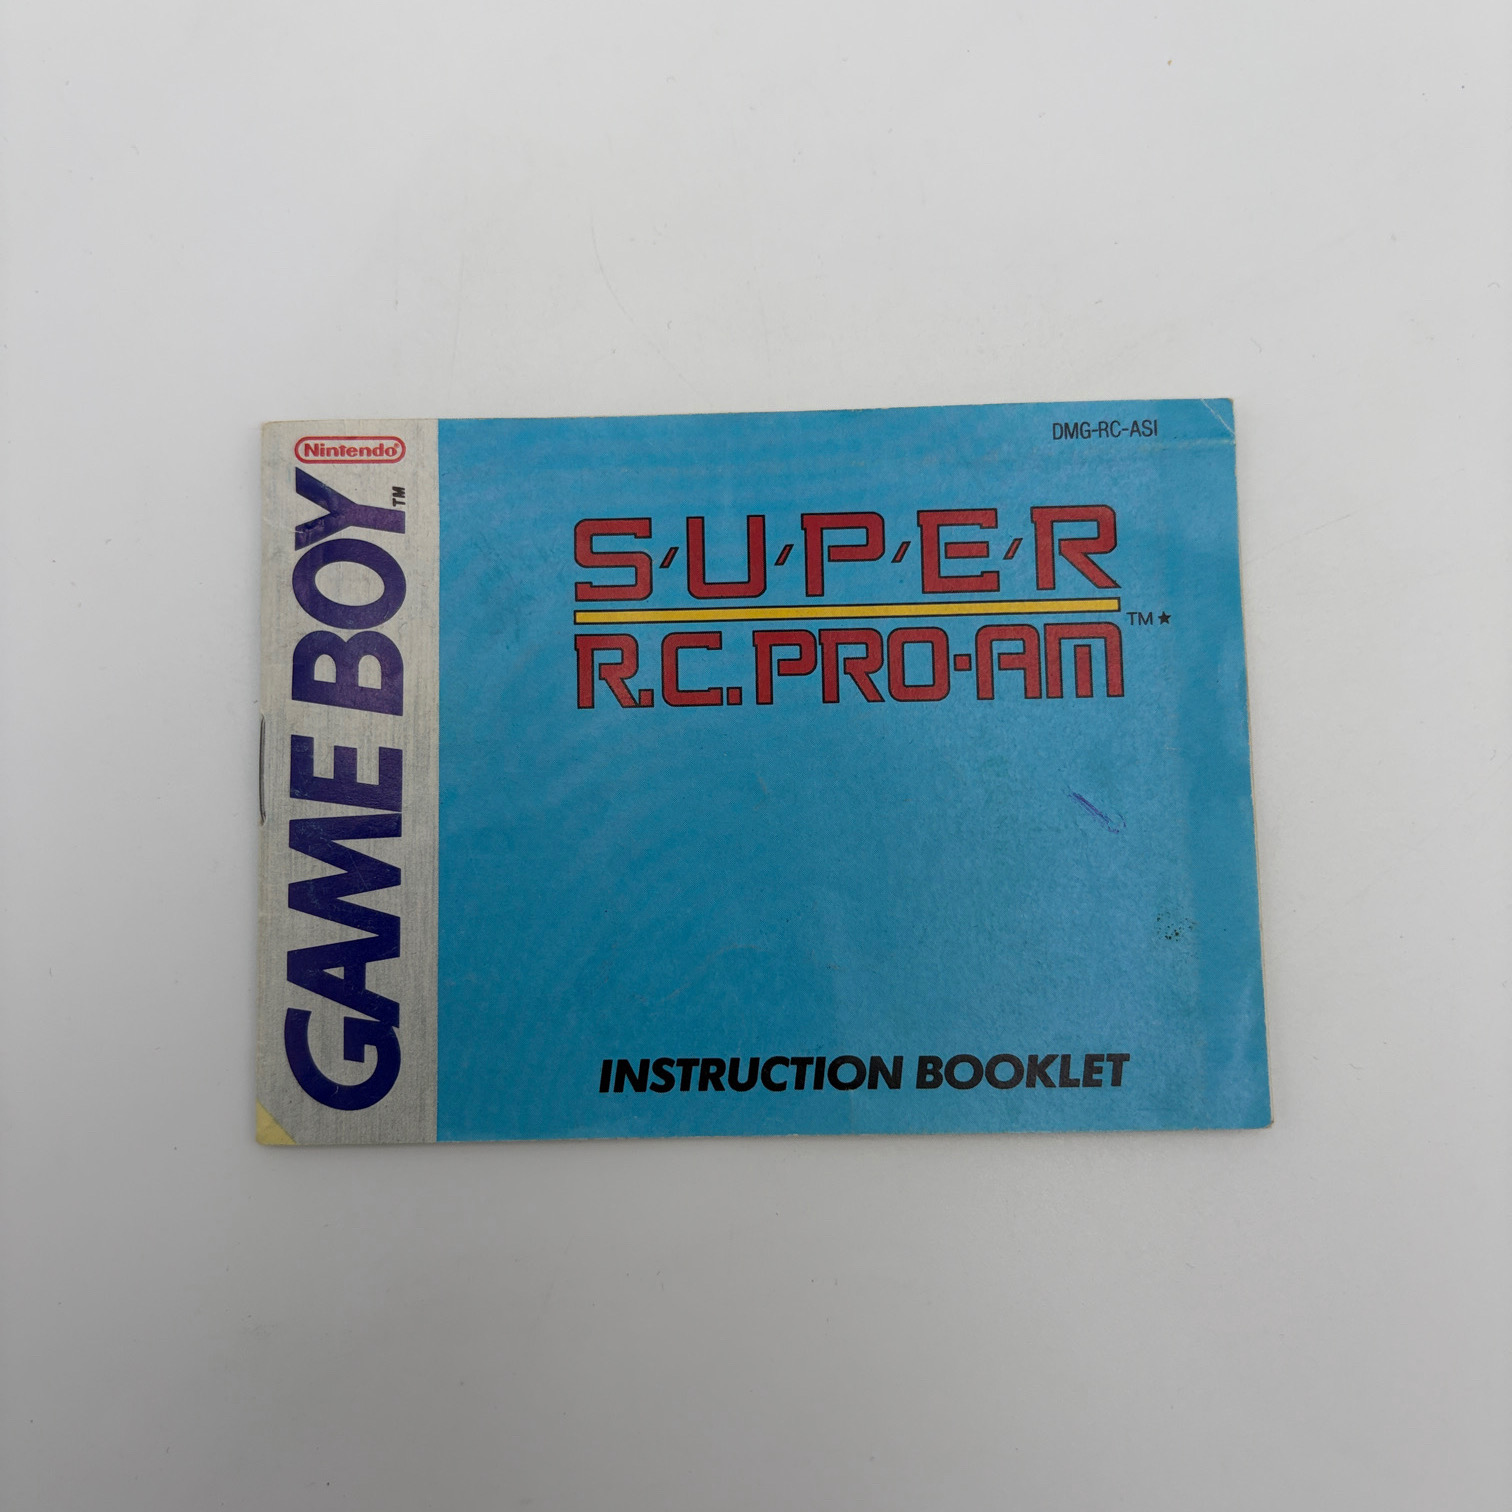 Nintendo®
GAME BOY™
DMG-RC-ASI
S'U'P'E'R
R.C. PRO-AM™★
INSTRUCTION BOOKLET